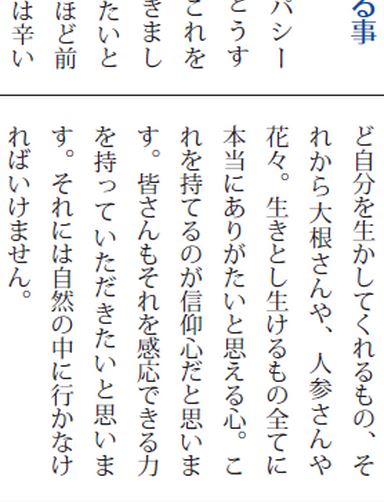 る事
パシー
どうす
これを
きまし
たいと
ほど前
は辛い
ど自分を生かしてくれるもの、そ
れから大根さんや、人参さんや
花々。生きとし生けるもの全てに
本当にありがたいと思える心。こ
れを持てるのが信仰心だと思いま
す。皆さんもそれを感応できる力
を持っていただきたいと思いま
す。それには自然の中に行かなけ
ればいけません。